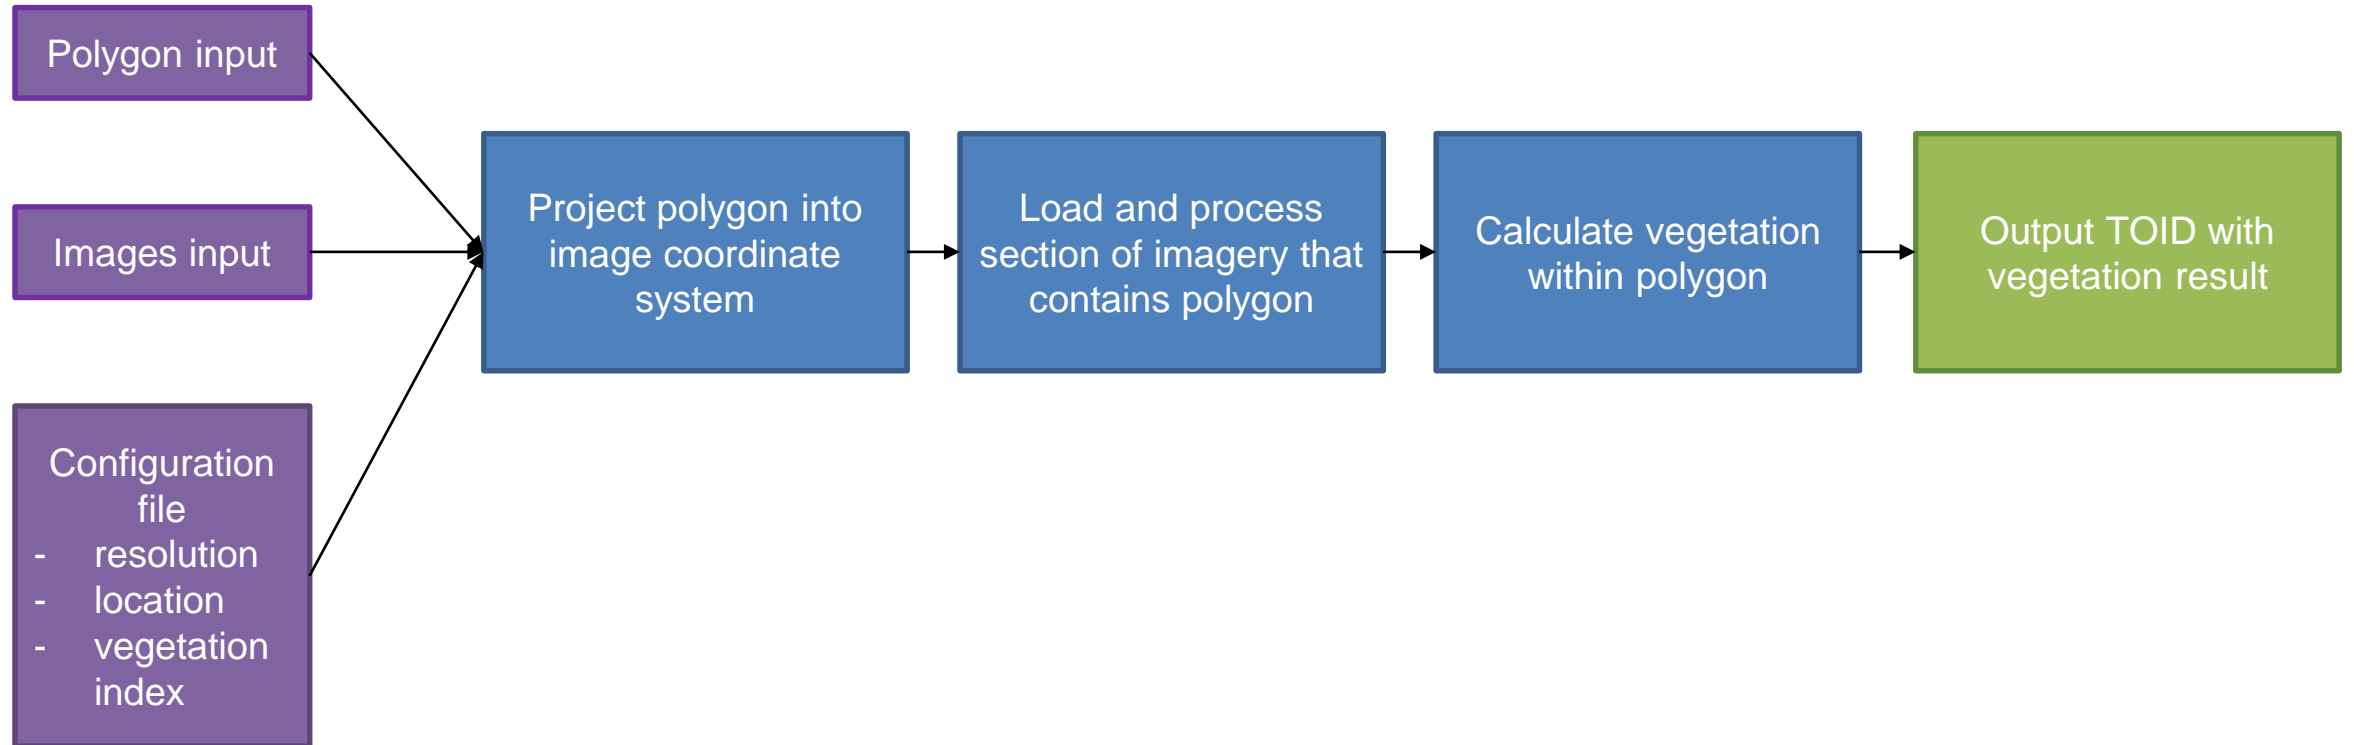 Polygon input
Images input
Configuration
file
- resolution
- location
- vegetation
index
Project polygon into
image coordinate
system
Load and process
section of imagery that
contains polygon
Calculate vegetation
within polygon
Output TOID with
vegetation result